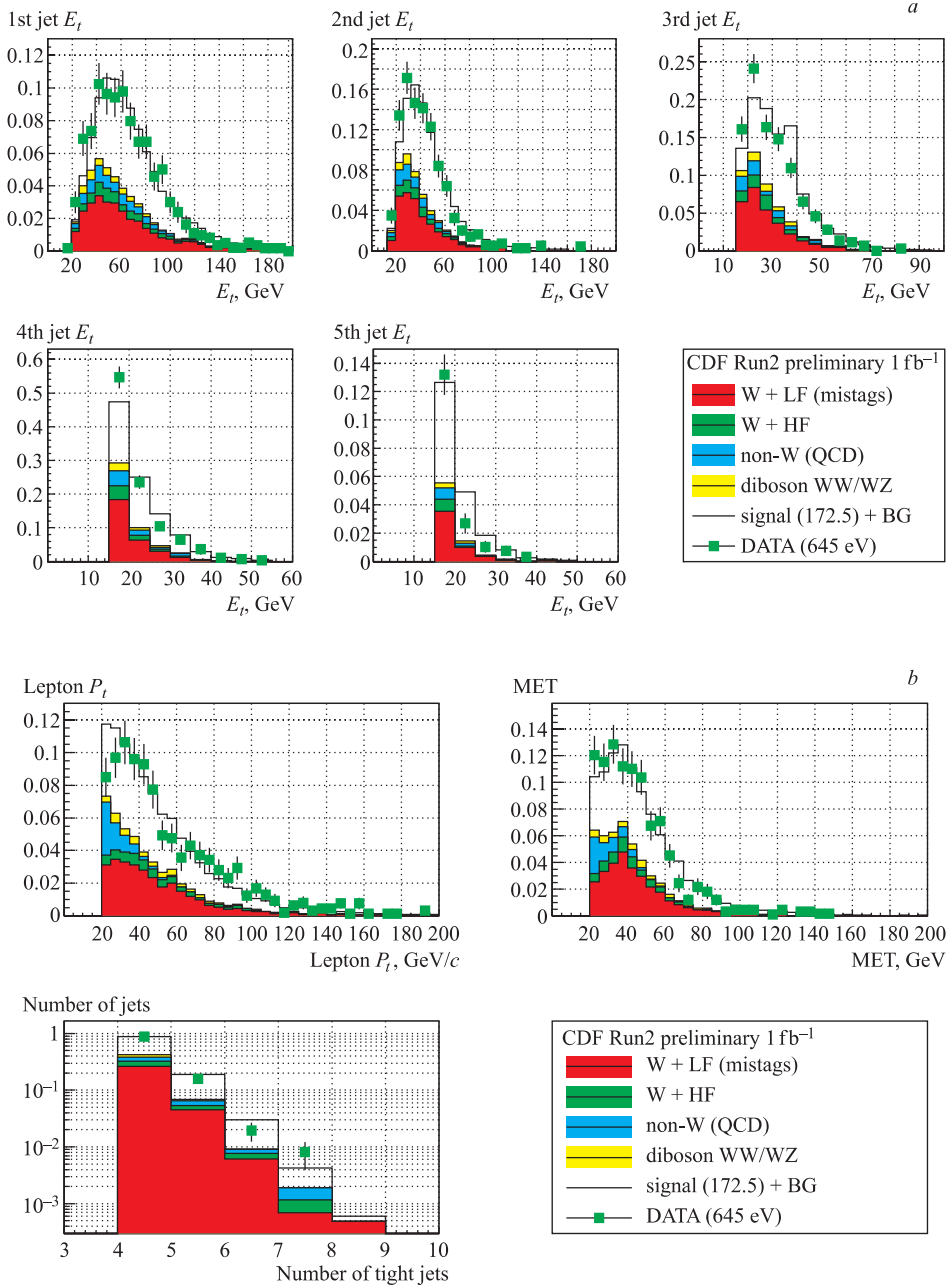 1st jet E_t
2nd jet E_t
3rd jet E_t
a
0.12
0.1
0.08
0.06
0.04
0.02
0
20 60 100 140 180
E_t, GeV
0.2
0.16
0.12
0.08
0.04
0
20 60 100 140 180
E_t, GeV
0.25
0.2
0.15
0.1
0.05
0
10 30 50 70 90
E_t, GeV
4th jet E_t
5th jet E_t
0.6
0.5
0.4
0.3
0.2
0.1
0
10 20 30 40 50 60
E_t, GeV
0.14
0.12
0.1
0.08
0.06
0.04
0.02
0
10 20 30 40 50 60
E_t, GeV
CDF Run2 preliminary 1 fb⁻¹
W + LF (mistags)
W + HF
non-W (QCD)
diboson WW/WZ
signal (172.5) + BG
DATA (645 eV)
Lepton P_t
MET
b
0.12
0.1
0.08
0.06
0.04
0.02
0
20 40 60 80 100 120 140 160 180 200
Lepton P_t, GeV/c
0.14
0.12
0.1
0.08
0.06
0.04
0.02
0
20 40 60 80 100 120 140 160 180 200
MET, GeV
Number of jets
1
10⁻¹
10⁻²
10⁻³
3 4 5 6 7 8 9 10
Number of tight jets
CDF Run2 preliminary 1 fb⁻¹
W + LF (mistags)
W + HF
non-W (QCD)
diboson WW/WZ
signal (172.5) + BG
DATA (645 eV)